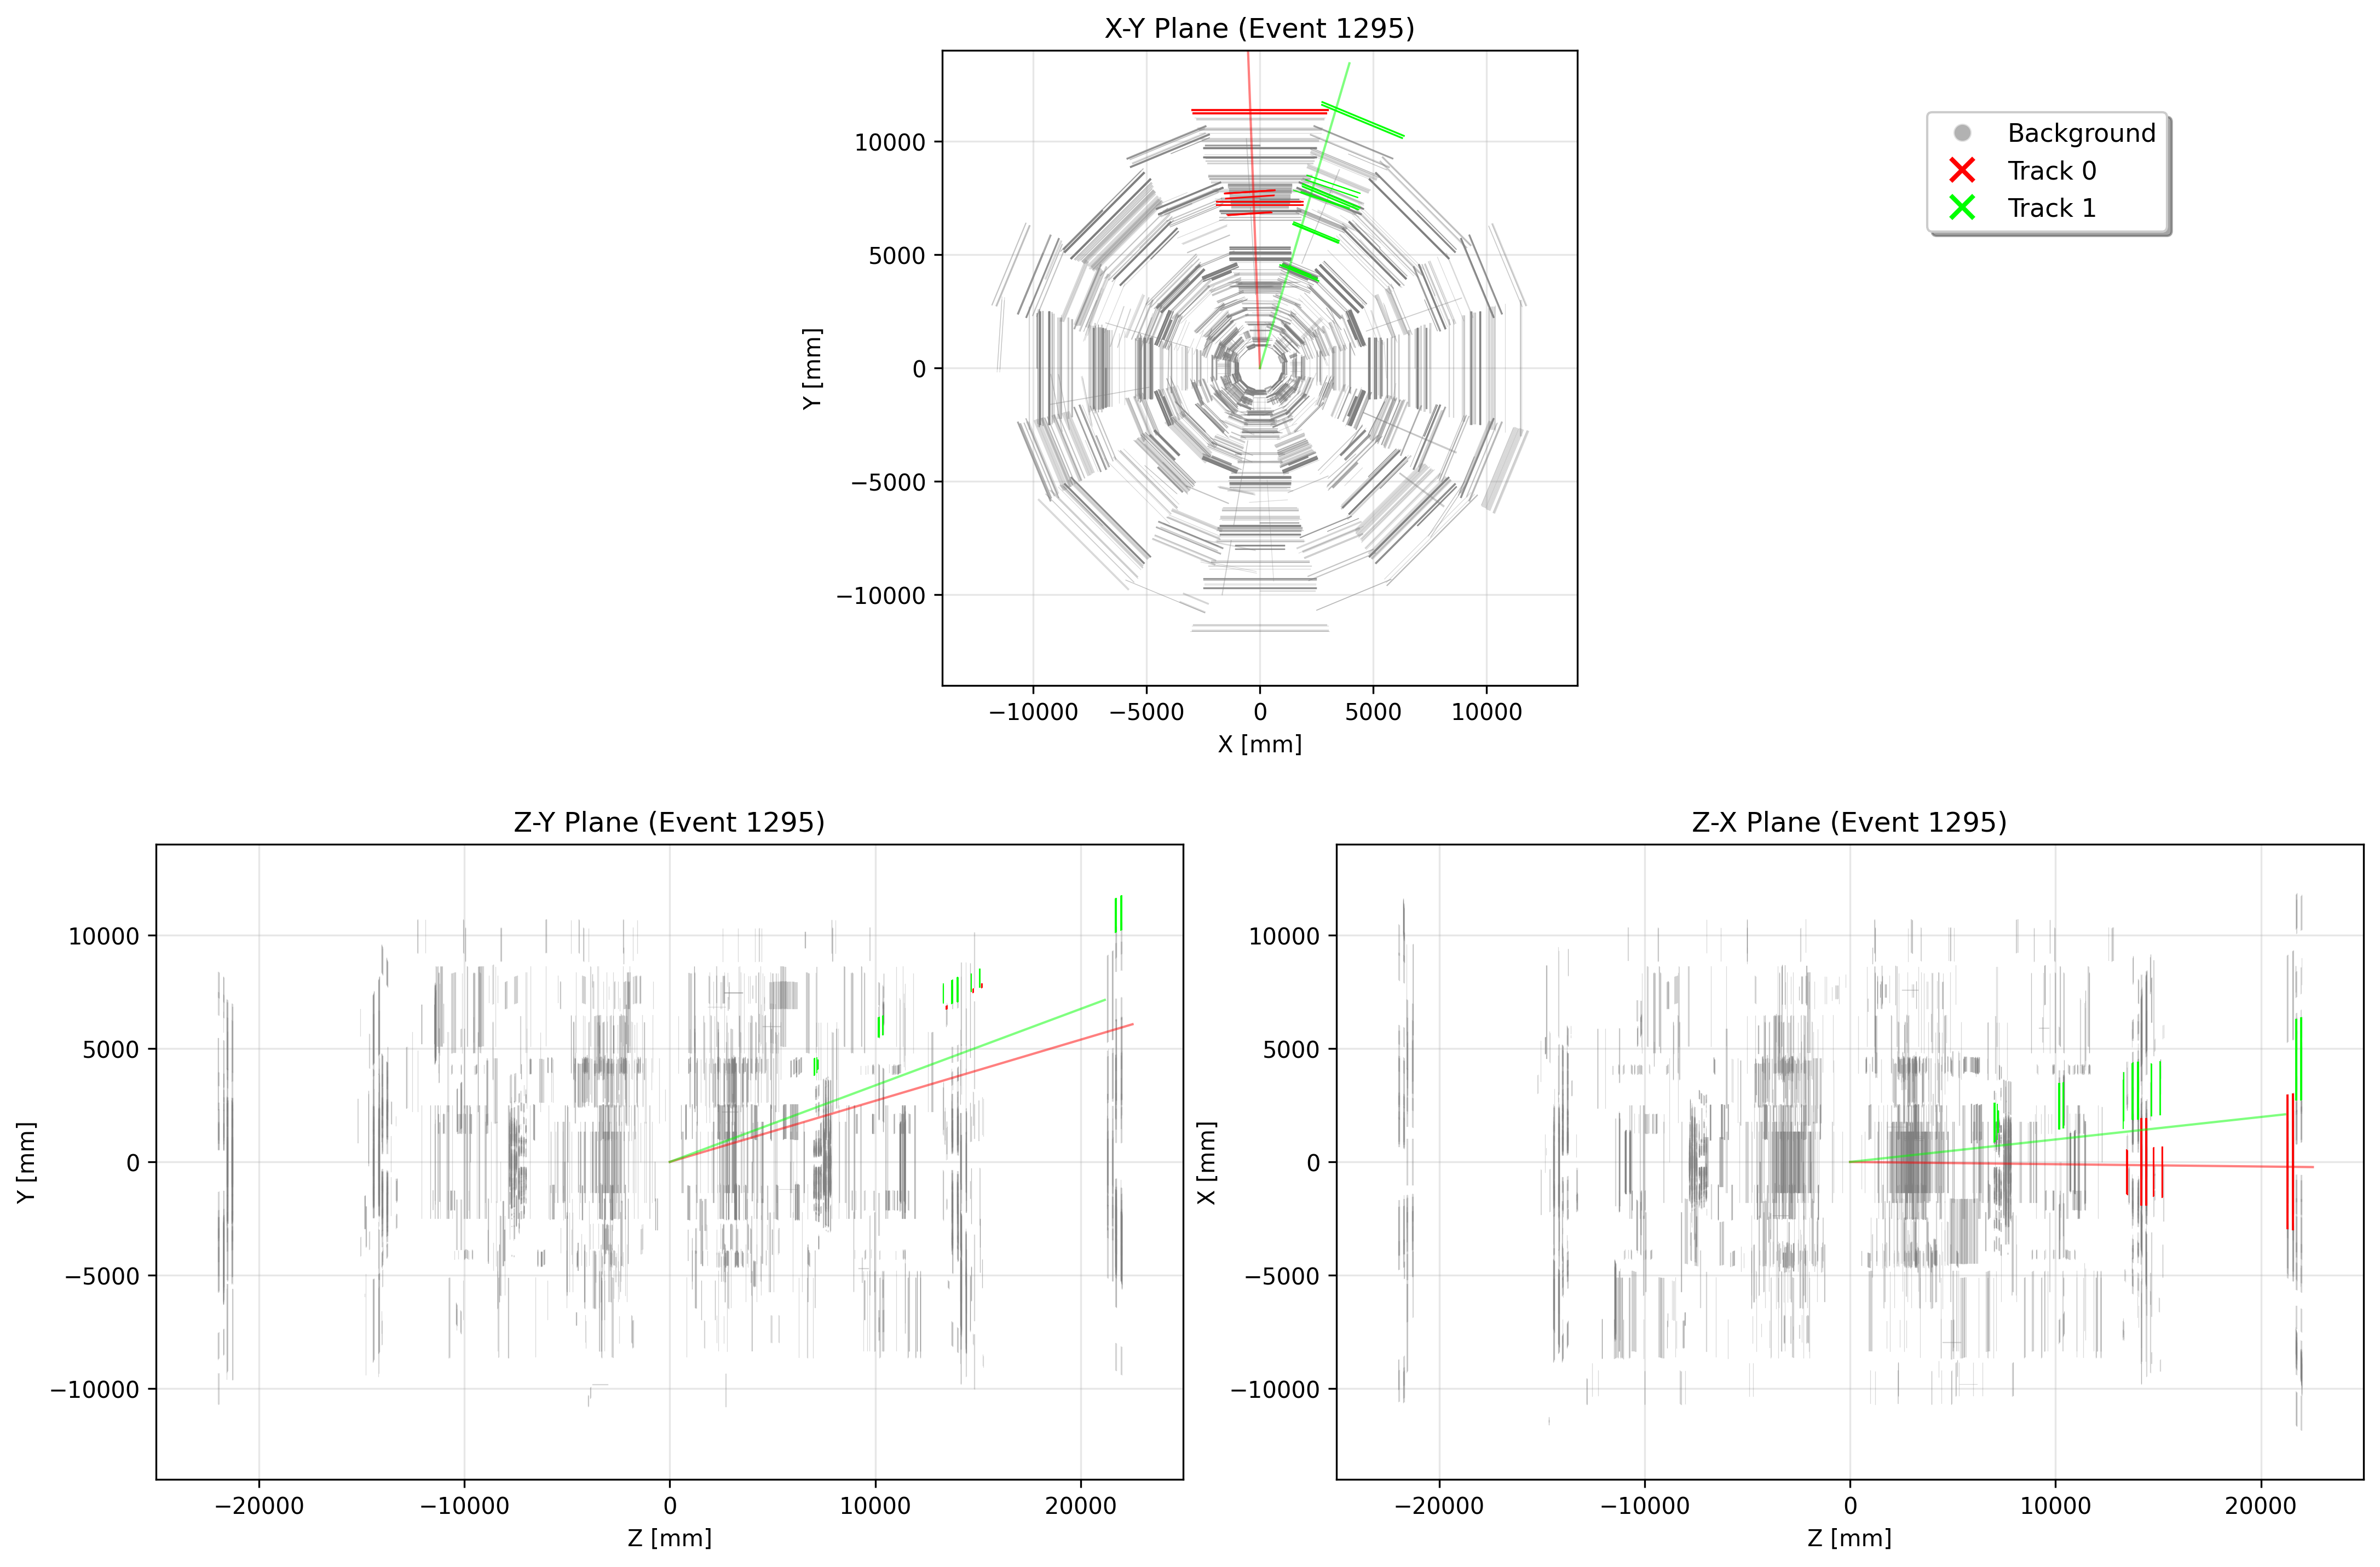 X-Y Plane (Event 1295)
Y [mm]
10000
5000
0
−5000
−10000
−10000 −5000 0 5000 10000
X [mm]
Background
Track 0
Track 1
Z-Y Plane (Event 1295)
Y [mm]
10000
5000
0
−5000
−10000
−20000 −10000 0 10000 20000
Z [mm]
Z-X Plane (Event 1295)
X [mm]
10000
5000
0
−5000
−10000
−20000 −10000 0 10000 20000
Z [mm]